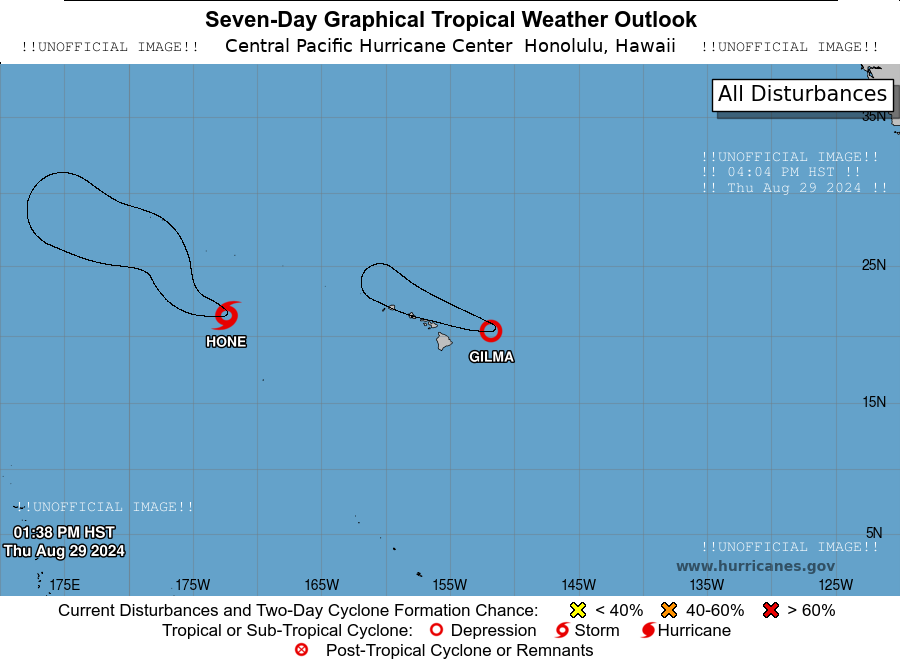 Seven-Day Graphical Tropical Weather Outlook
!!UNOFFICIAL IMAGE!! Central Pacific Hurricane Center Honolulu, Hawaii !!UNOFFICIAL IMAGE!!
All Disturbances
35N
!!UNOFFICIAL IMAGE!!
!! 04:04 PM HST !!
!! Thu Aug 29 2024 !!
25N
HONE
GILMA
15N
!!UNOFFICIAL IMAGE!!
01:38 PM HST
Thu Aug 29 2024
5N
!!UNOFFICIAL IMAGE!!
www.hurricanes.gov
175E 175W 165W 155W 145W 135W 125W
Current Disturbances and Two-Day Cyclone Formation Chance: < 40% 40-60% > 60%
Tropical or Sub-Tropical Cyclone: Depression Storm Hurricane
Post-Tropical Cyclone or Remnants